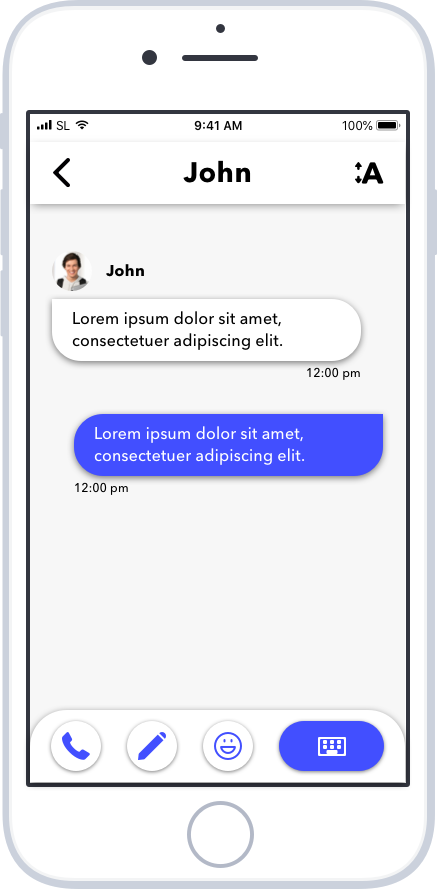 SL 9:41 AM 100%
John A
John
Lorem ipsum dolor sit amet,
consectetuer adipiscing elit.
12:00 pm
Lorem ipsum dolor sit amet,
consectetuer adipiscing elit.
12:00 pm